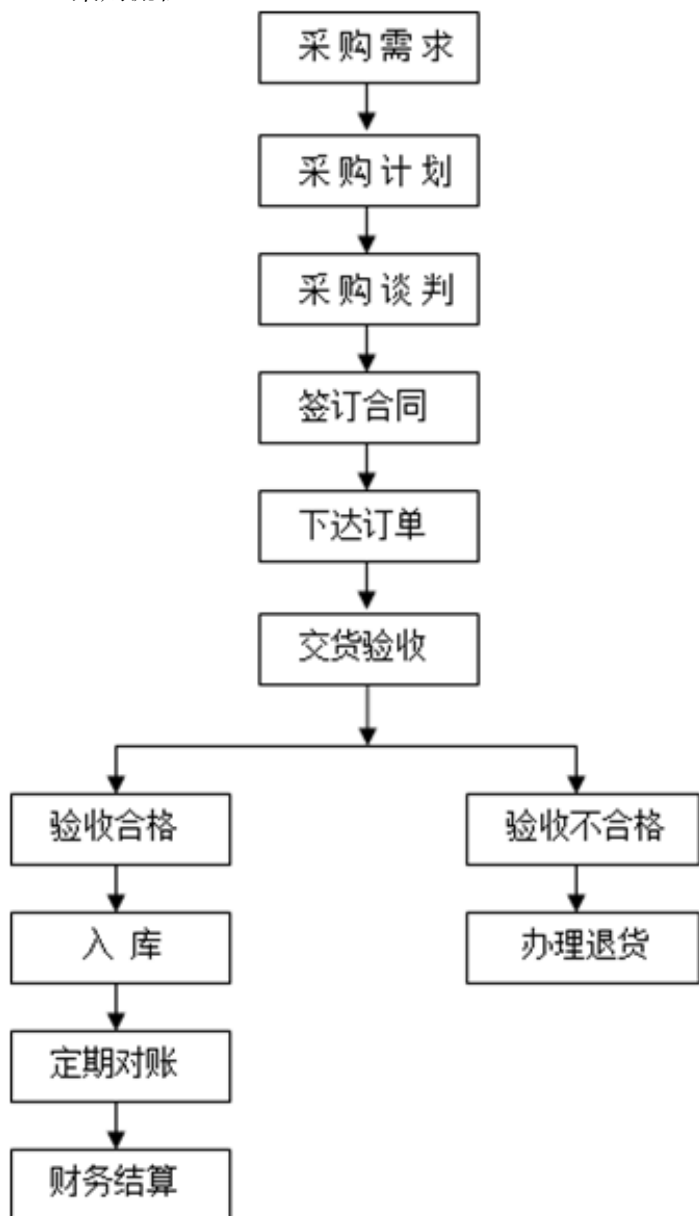 采购需求
采购计划
采购谈判
签订合同
下达订单
交货验收
验收合格
验收不合格
入库
办理退货
定期对账
财务结算